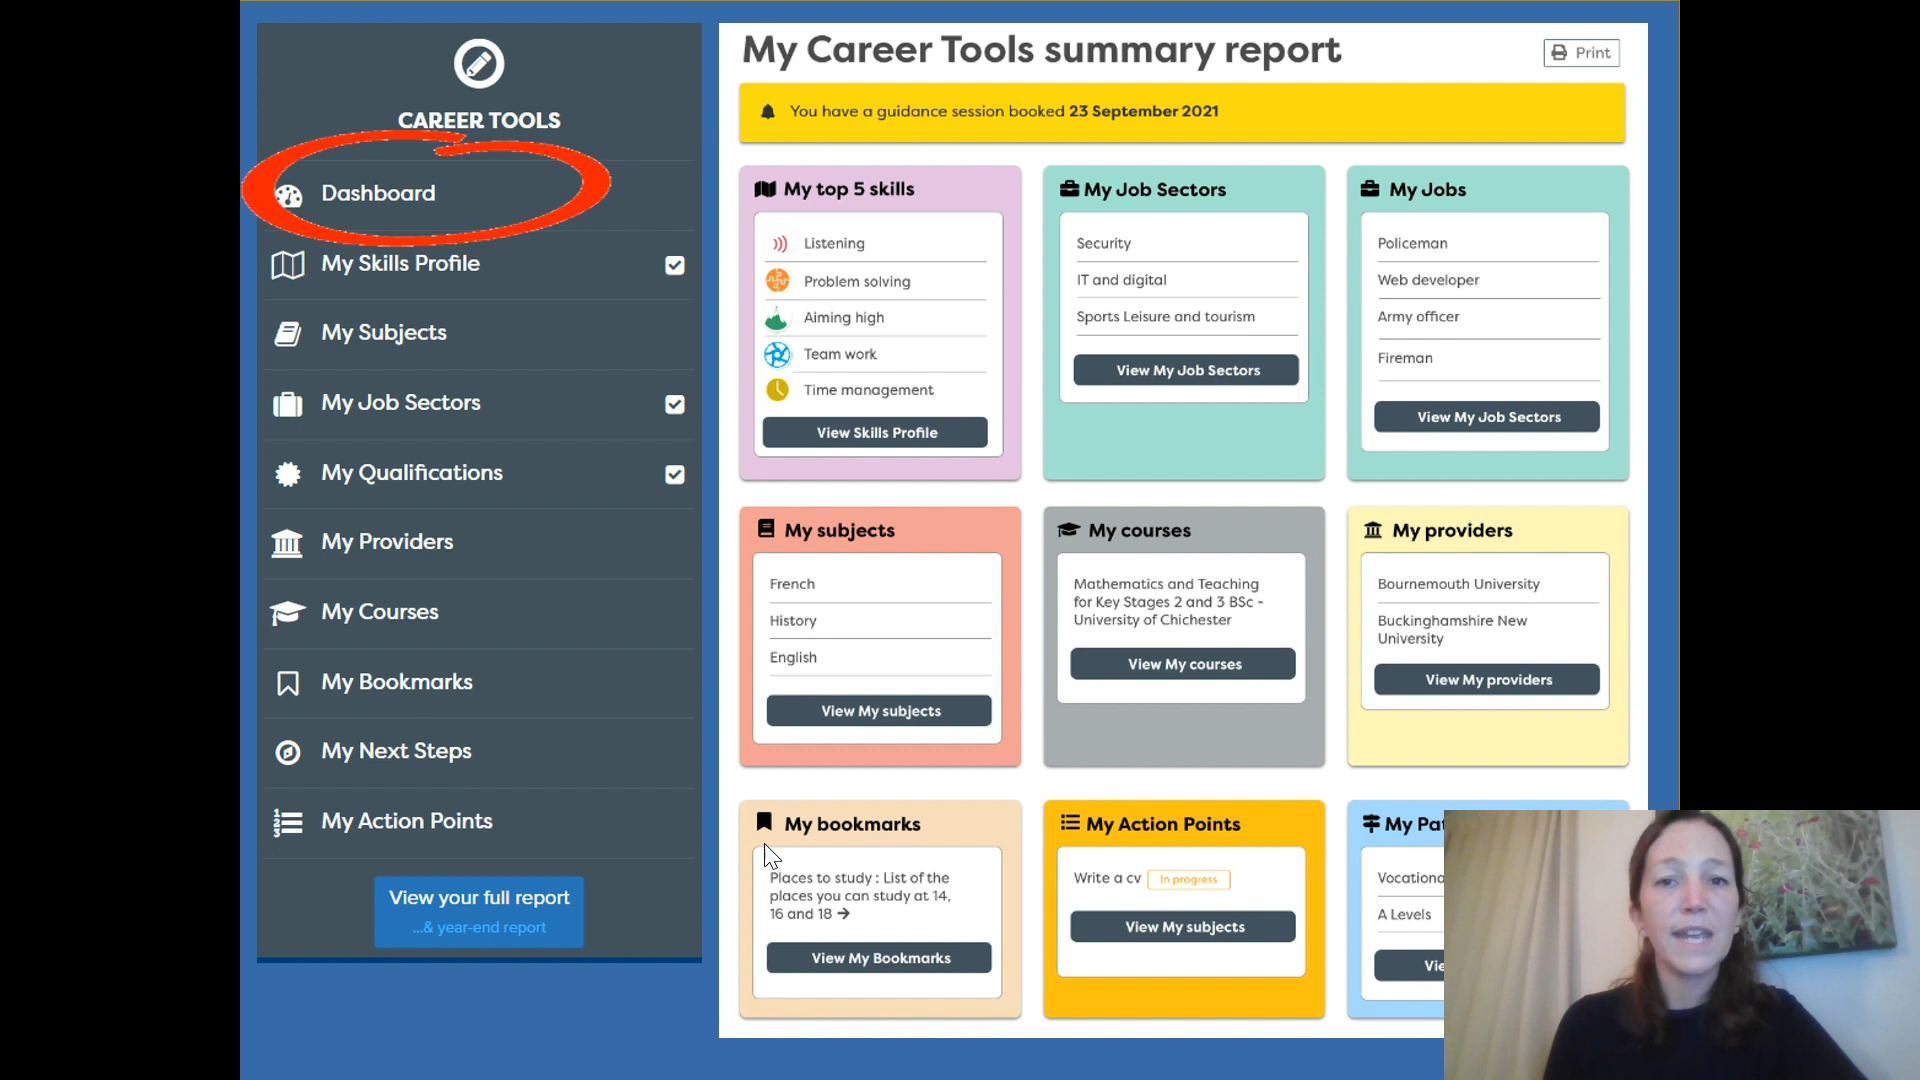 CAREER TOOLS
Dashboard
My Skills Profile
My Subjects
My Job Sectors
My Qualifications
My Providers
My Courses
My Bookmarks
My Next Steps
My Action Points
View your full report
...& year-end report
My Career Tools summary report
Print
You have a guidance session booked 23 September 2021
My top 5 skills
Listening
Problem solving
Aiming high
Team work
Time management
View Skills Profile
My Job Sectors
Security
IT and digital
Sports Leisure and tourism
View My Job Sectors
My Jobs
Policeman
Web developer
Army officer
Fireman
View My Job Sectors
My subjects
French
History
English
View My subjects
My courses
Mathematics and Teaching
for Key Stages 2 and 3 BSc -
University of Chichester
View My courses
My providers
Bournemouth University
Buckinghamshire New
University
View My providers
My bookmarks
Places to study : List of the
places you can study at 14,
16 and 18 →
View My Bookmarks
My Action Points
Write a cv In progress
View My subjects
My
A Levels